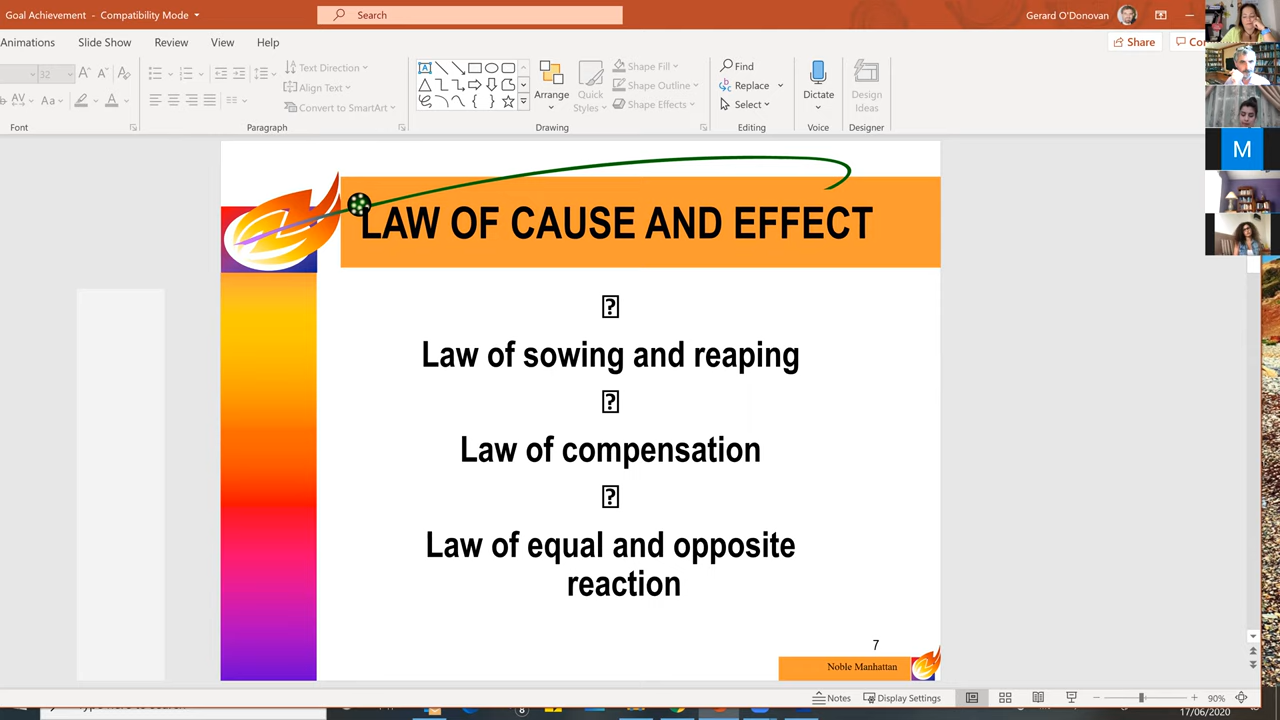 Goal Achievement - Compatibility Mode
Search
Gerard O'Donovan
Animations
Slide Show
Review
View
Help
Share
32
Aa
Text Direction
Align Text
Convert to SmartArt
Arrange
Quick
Styles
Shape Fill
Shape Outline
Shape Effects
Find
Replace
Select
Dictate
Design
Ideas
Font
Paragraph
Drawing
Editing
Voice
Designer
M
LAW OF CAUSE AND EFFECT
Law of sowing and reaping
Law of compensation
Law of equal and opposite
reaction
7
Noble Manhattan
Notes
Display Settings
90%
17/06/2020